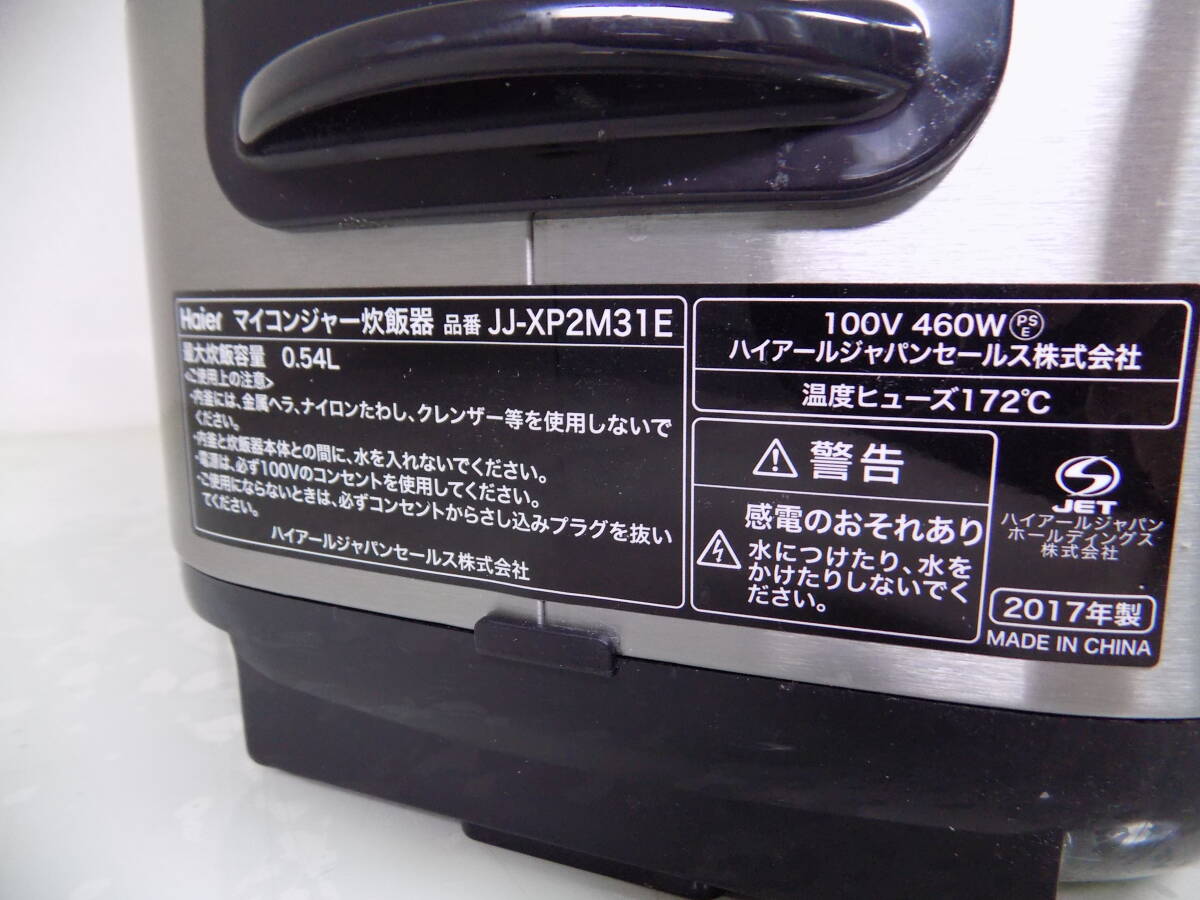 Haier マイコンジャー炊飯器 品番 JJ-XP2M31E
最大炊飯容量 0.54L
<ご使用上の注意>
・内釜には、金属ヘラ、ナイロンたわし、クレンザー等を使用しないで
ください。
・内釜と炊飯器本体との間に、水を入れないでください。
・電源は、必ず100Vのコンセントを使用してください。
・ご使用にならないときは、必ずコンセントからさし込みプラグを抜い
てください。
ハイアールジャパンセールス株式会社
100V 460W PSE
ハイアールジャパンセールス株式会社
温度ヒューズ172℃
警告
感電のおそれあり
水につけたり、水を
かけたりしないでく
ださい。
JET
ハイアールジャパン
ホールディングス
株式会社
2017年製
MADE IN CHINA